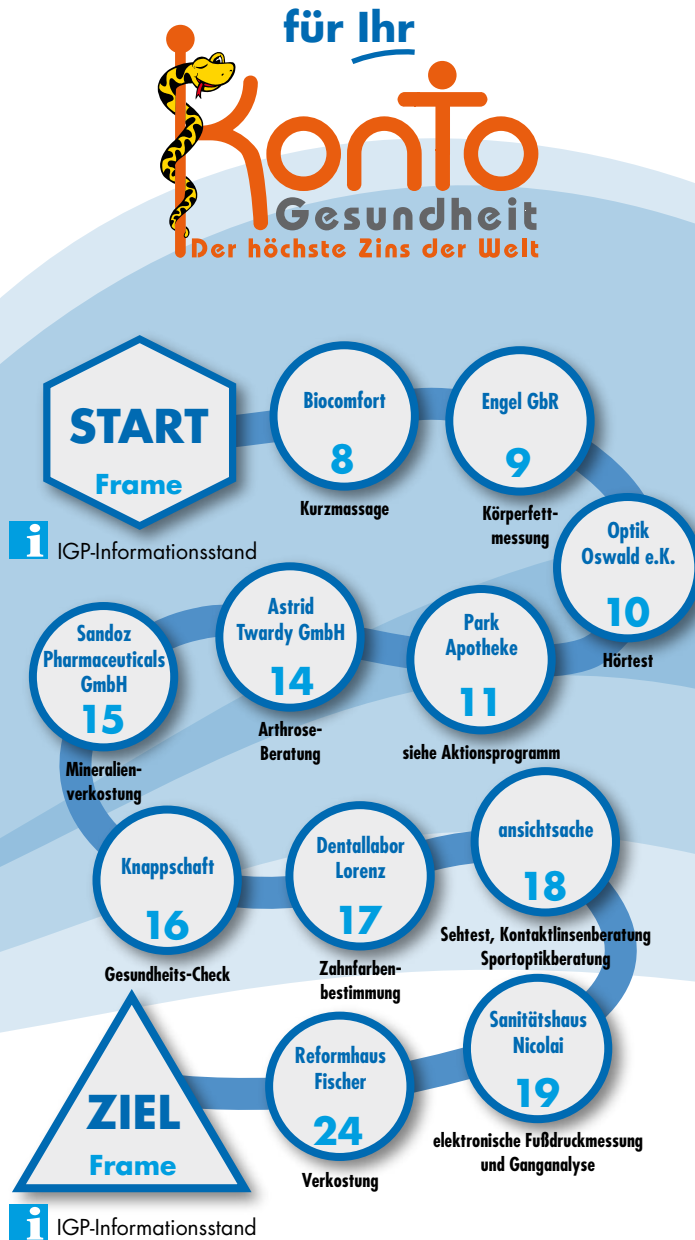 für Ihr
Konto
Gesundheit
Der höchste Zins der Welt
START
Frame
i IGP-Informationsstand
Biocomfort
8
Kurzmassage
Engel GbR
9
Körperfett-
messung
Optik
Oswald e.K.
10
Hörtest
Park
Apotheke
11
siehe Aktionsprogramm
Astrid
Twardy GmbH
14
Arthrose-
Beratung
Sandoz
Pharmaceuticals
GmbH
15
Mineralien-
verkostung
Knappschaft
16
Gesundheits-Check
Dentallabor
Lorenz
17
Zahnfarben-
bestimmung
ansichtsache
18
Sehtest, Kontaktlinsenberatung
Sportoptikberatung
Sanitätshaus
Nicolai
19
elektronische Fußdruckmessung
und Ganganalyse
Reformhaus
Fischer
24
Verkostung
ZIEL
Frame
i IGP-Informationsstand